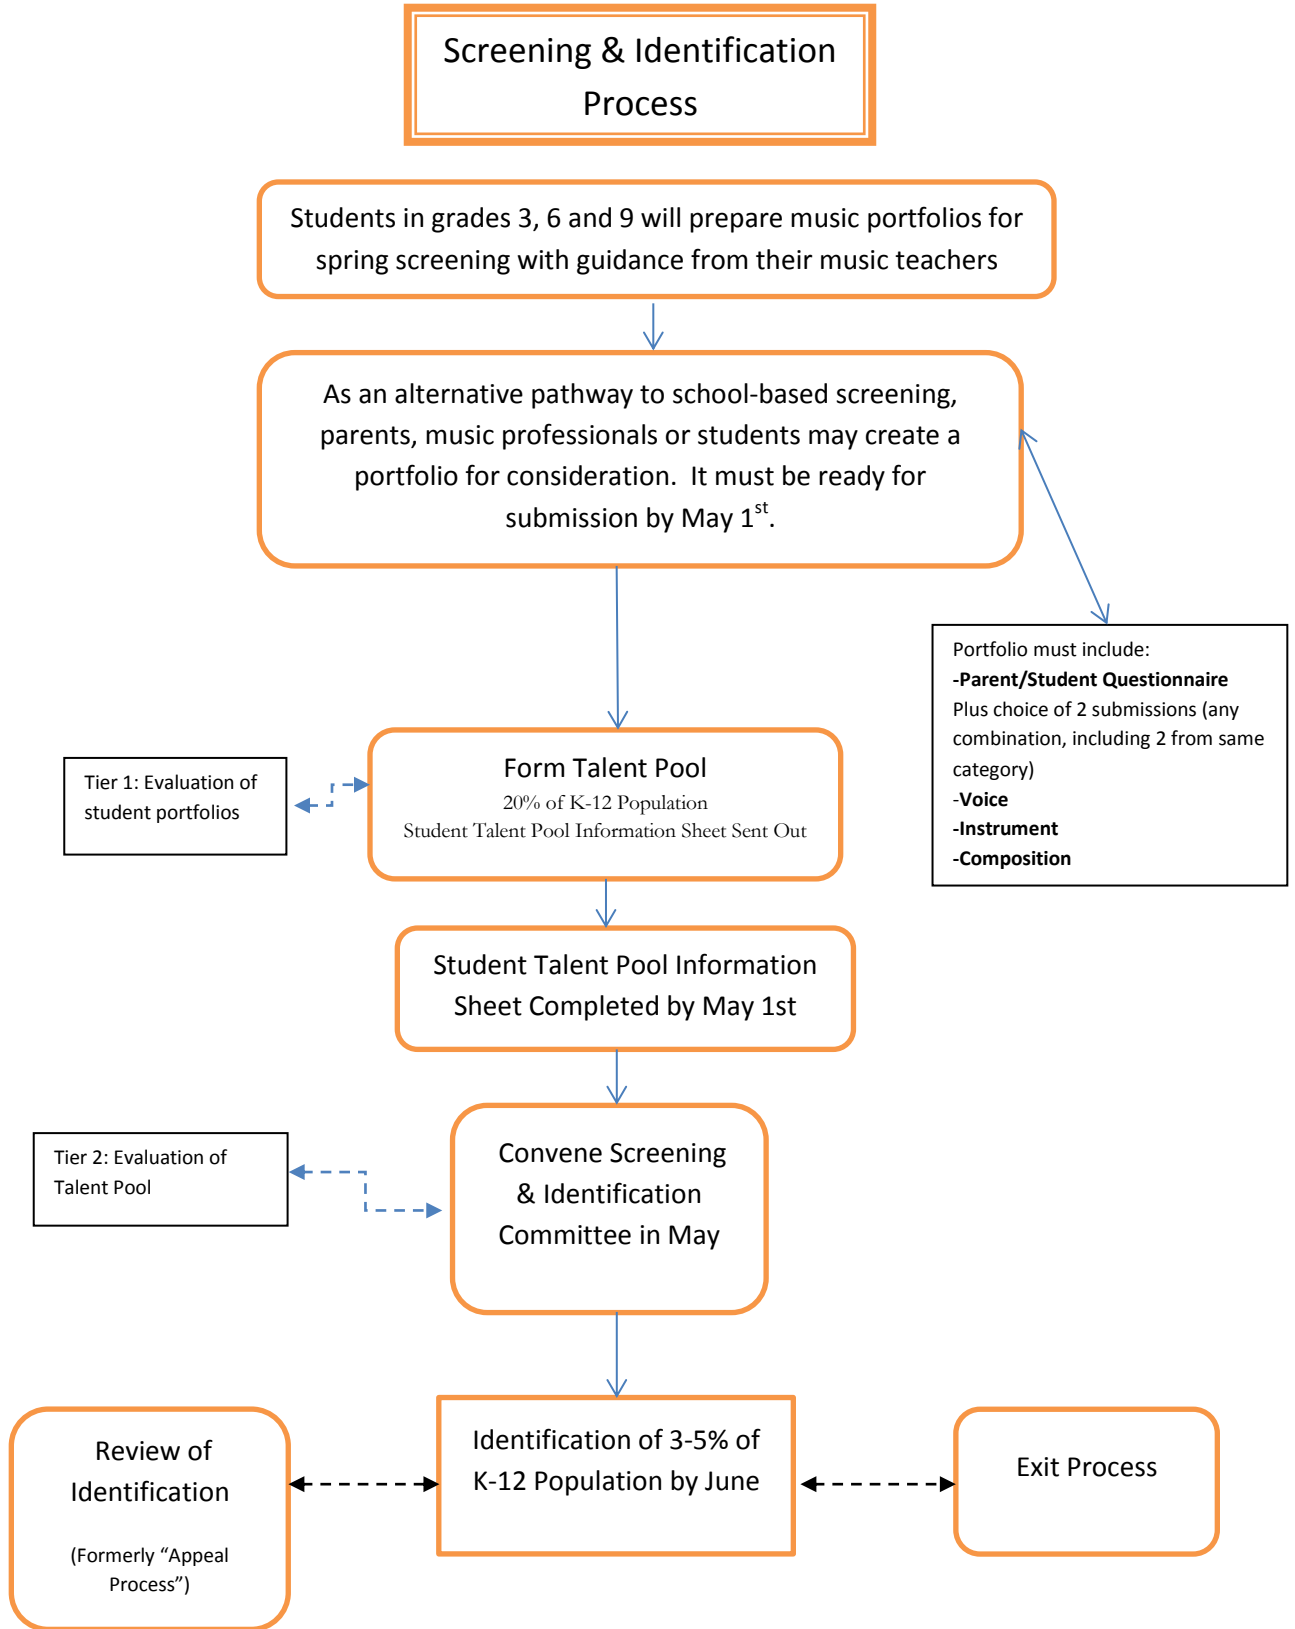 Screening & Identification
Process
Students in grades 3, 6 and 9 will prepare music portfolios for
spring screening with guidance from their music teachers
As an alternative pathway to school-based screening,
parents, music professionals or students may create a
portfolio for consideration.  It must be ready for
submission by May 1st.
Portfolio must include:
-Parent/Student Questionnaire
Plus choice of 2 submissions (any
combination, including 2 from same
category)
-Voice
-Instrument
-Composition
Tier 1: Evaluation of
student portfolios
Form Talent Pool
20% of K-12 Population
Student Talent Pool Information Sheet Sent Out
Student Talent Pool Information
Sheet Completed by May 1st
Tier 2: Evaluation of
Talent Pool
Convene Screening
& Identification
Committee in May
Review of
Identification
(Formerly “Appeal
Process”)
Identification of 3-5% of
K-12 Population by June
Exit Process